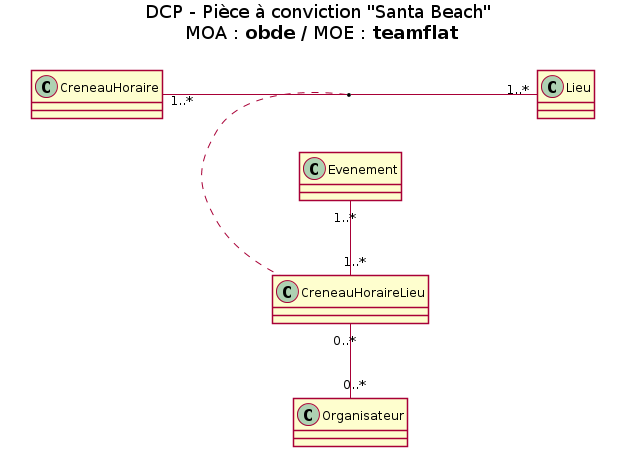 DCP - Pièce à conviction "Santa Beach"
MOA : obde / MOE : teamflat
C CreneauHoraire
C Lieu
1..*
1..*
C Evenement
1..*
1..*
C CreneauHoraireLieu
0..*
0..*
C Organisateur